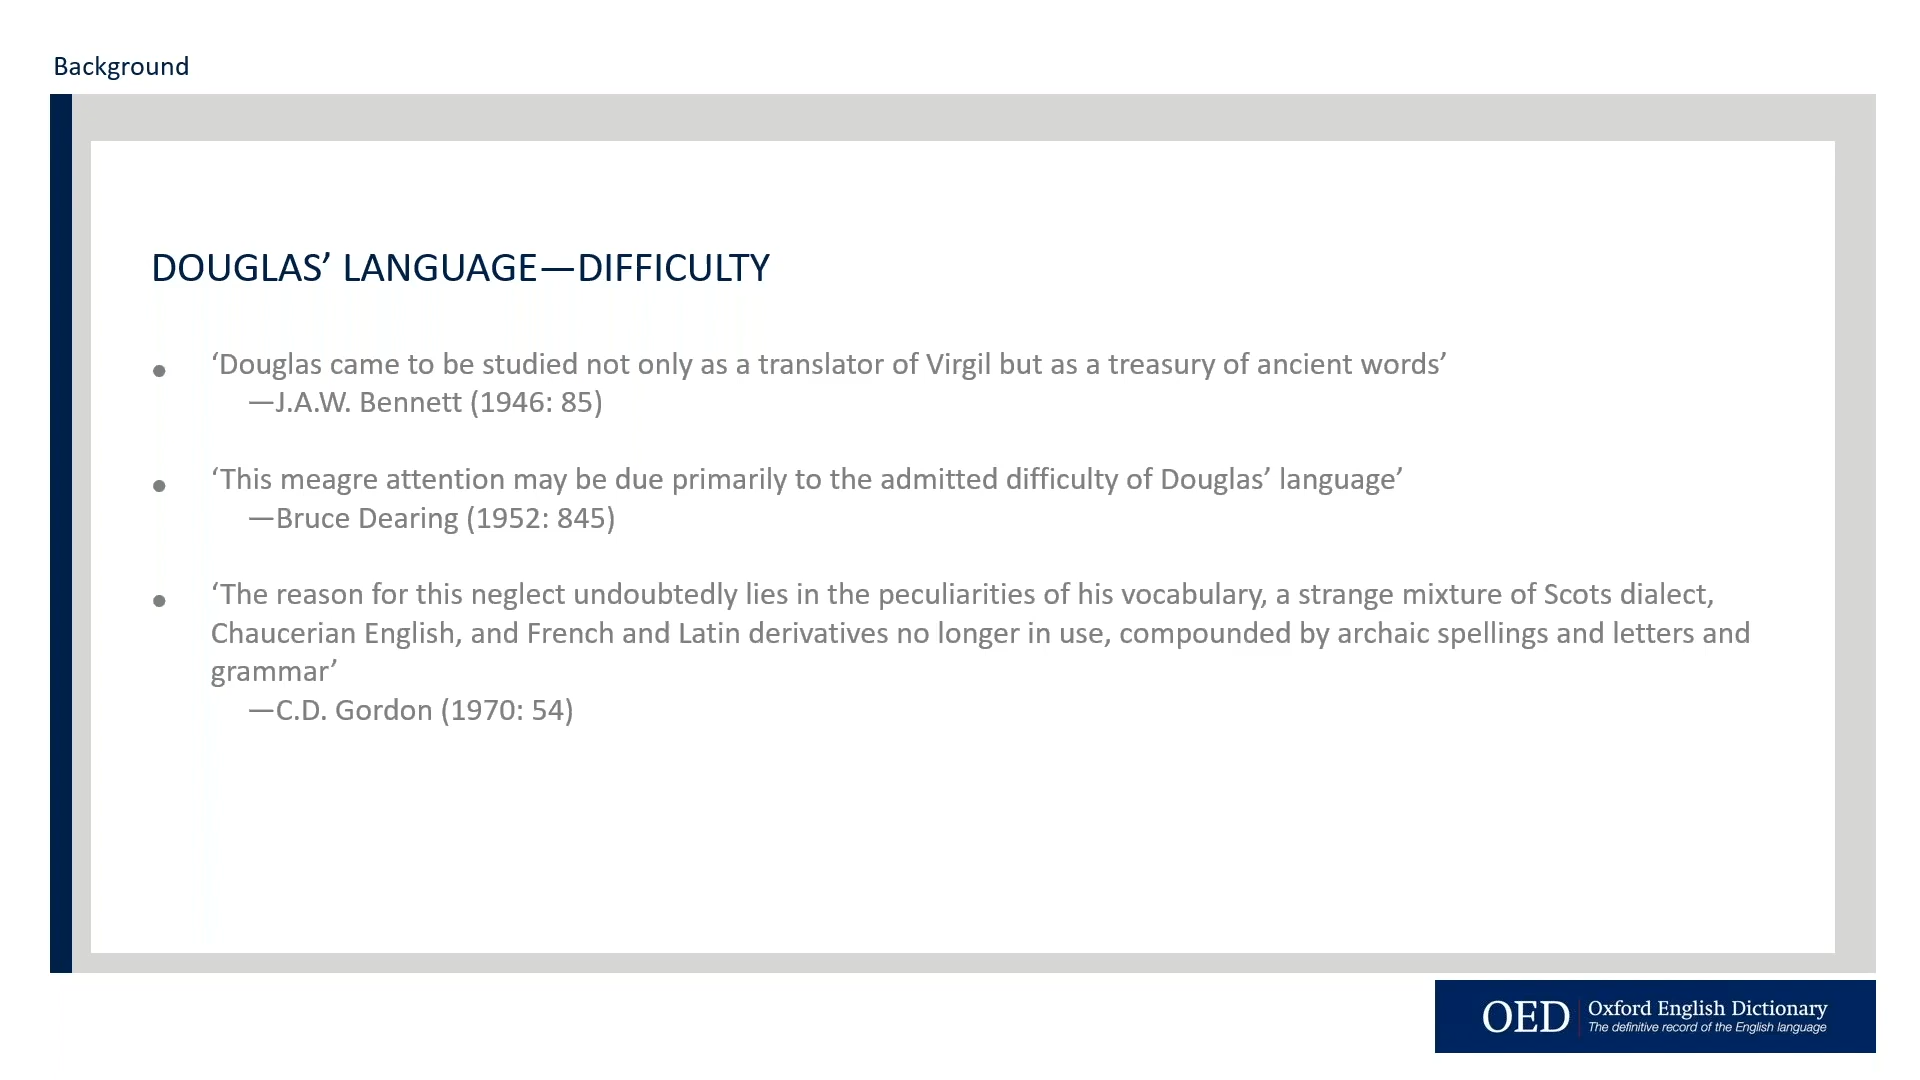 Background
DOUGLAS’ LANGUAGE—DIFFICULTY
• ‘Douglas came to be studied not only as a translator of Virgil but as a treasury of ancient words’
—J.A.W. Bennett (1946: 85)
• ‘This meagre attention may be due primarily to the admitted difficulty of Douglas’ language’
—Bruce Dearing (1952: 845)
• ‘The reason for this neglect undoubtedly lies in the peculiarities of his vocabulary, a strange mixture of Scots dialect,
Chaucerian English, and French and Latin derivatives no longer in use, compounded by archaic spellings and letters and
grammar’
—C.D. Gordon (1970: 54)
OED
Oxford English Dictionary
The definitive record of the English language